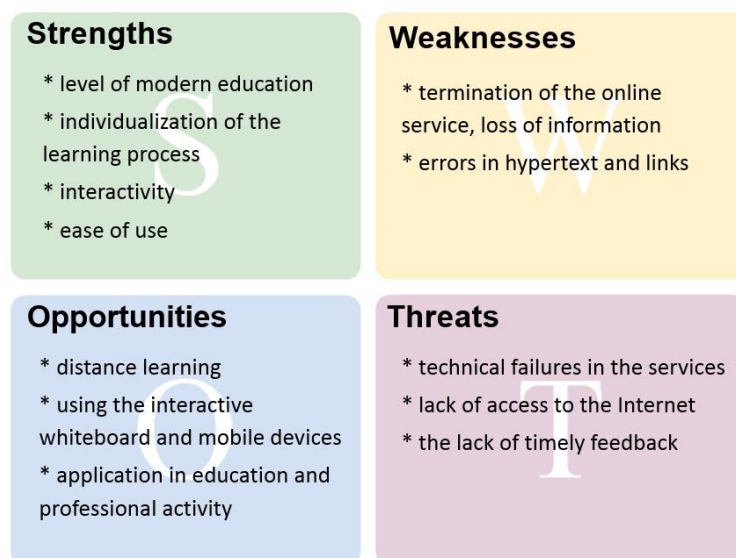 Strengths
* level of modern education
* individualization of the
learning process
* interactivity
* ease of use
S
Weaknesses
* termination of the online
service, loss of information
* errors in hypertext and links
W
Opportunities
* distance learning
* using the interactive
whiteboard and mobile devices
* application in education and
professional activity
O
Threats
* technical failures in the services
* lack of access to the Internet
* the lack of timely feedback
T